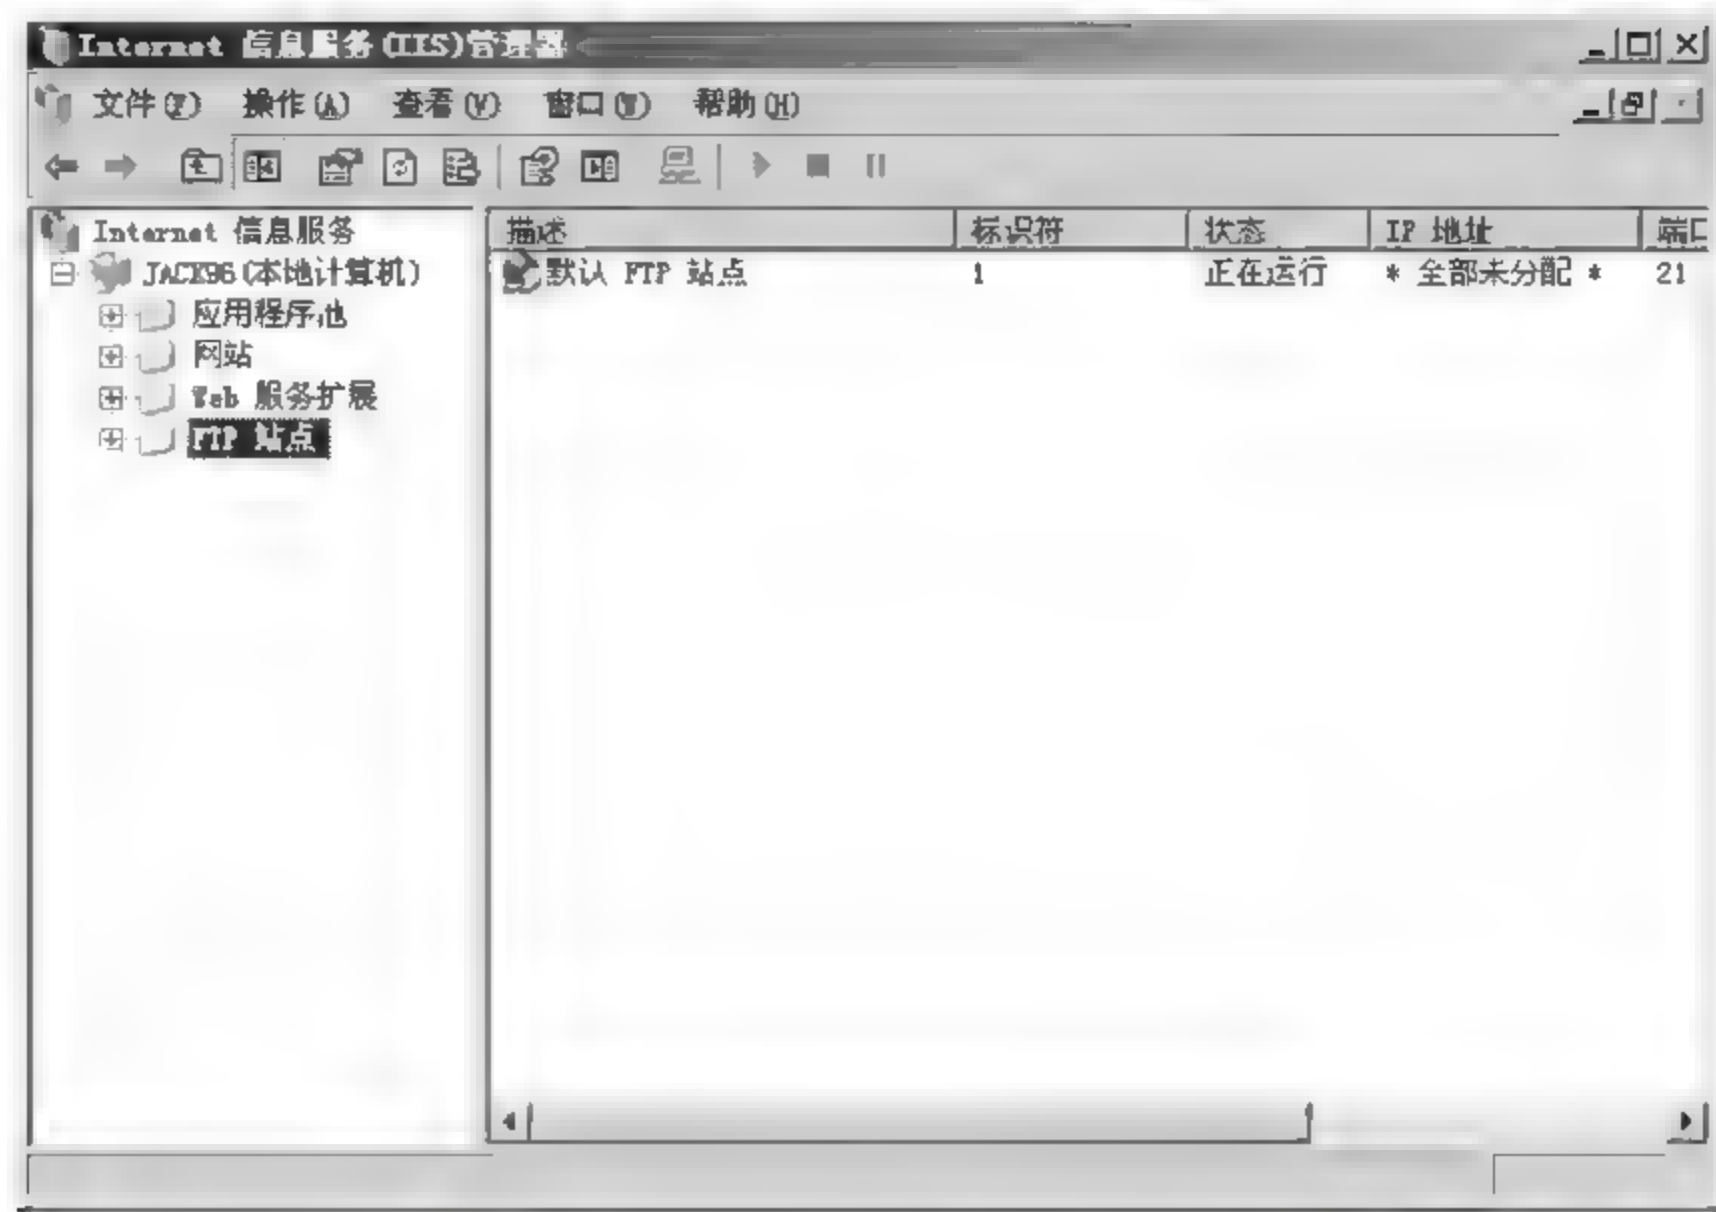 Internet 信息服务(IIS)管理器
文件(F) 操作(A) 查看(V) 窗口(W) 帮助(H)
Internet 信息服务
JACK96(本地计算机)
应用程序池
网站
Web 服务扩展
FTP 站点
描述 标识符 状态 IP 地址 端口
默认 FTP 站点 1 正在运行 * 全部未分配 * 21